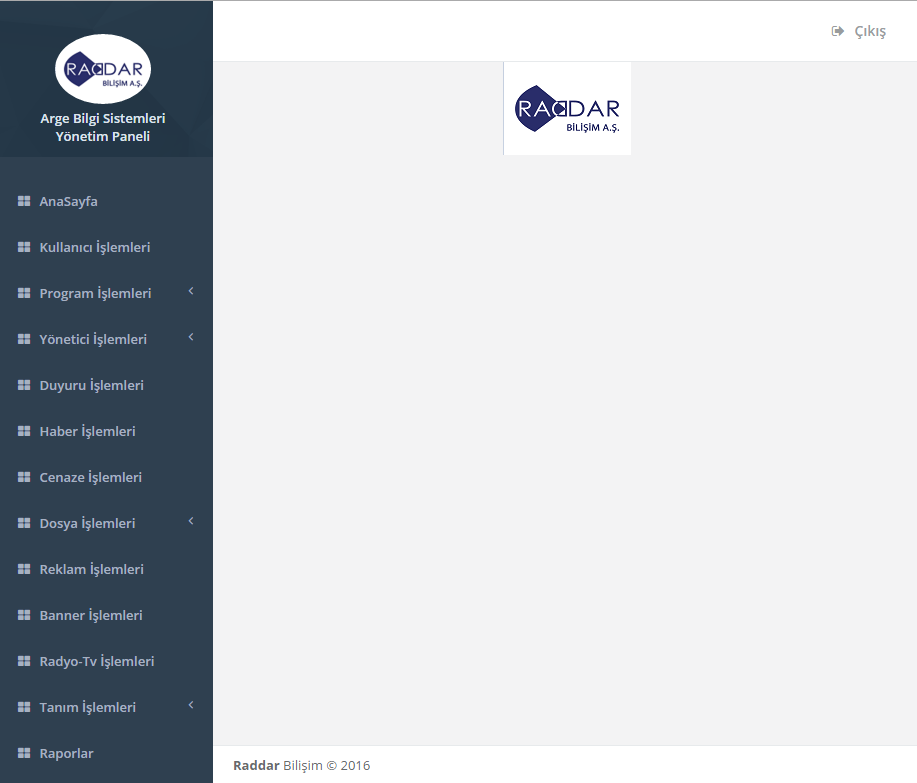 RADDAR
BİLİŞİM A.Ş.
Arge Bilgi Sistemleri
Yönetim Paneli
AnaSayfa
Kullanıcı İşlemleri
Program İşlemleri
Yönetici İşlemleri
Duyuru İşlemleri
Haber İşlemleri
Cenaze İşlemleri
Dosya İşlemleri
Reklam İşlemleri
Banner İşlemleri
Radyo-Tv İşlemleri
Tanım İşlemleri
Raporlar
Çıkış
RADDAR
BİLİŞİM A.Ş.
Raddar Bilişim © 2016